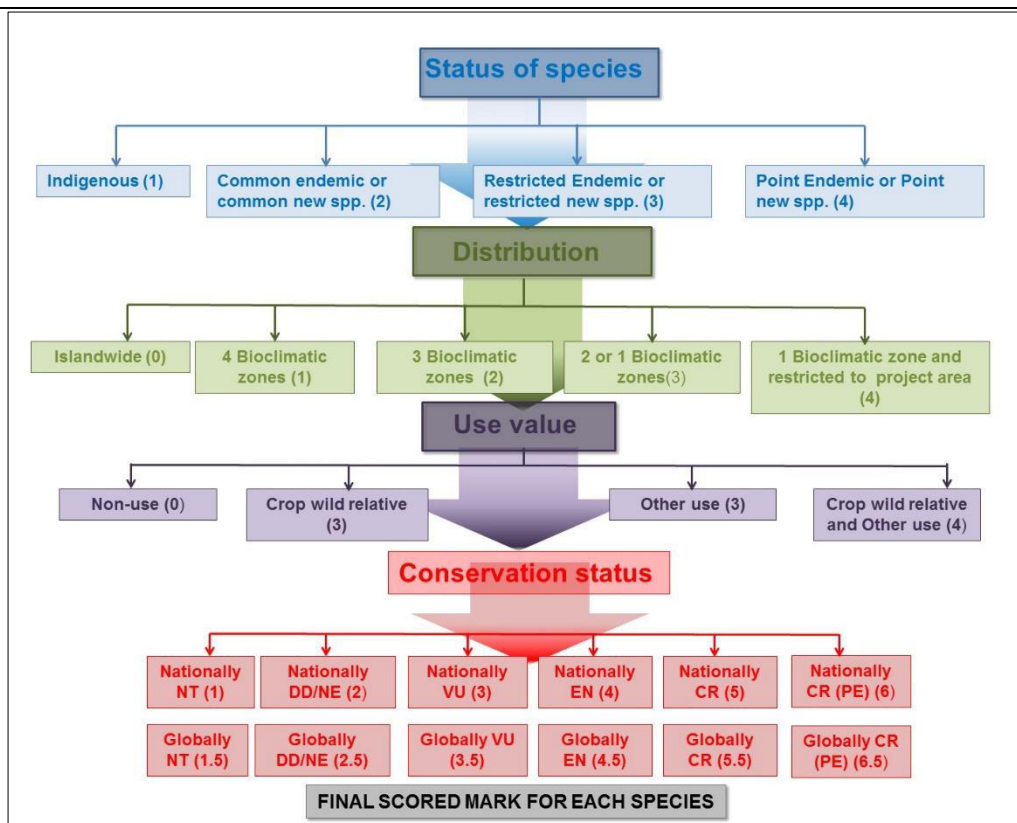 Status of species
Indigenous (1)
Common endemic or
common new spp. (2)
Restricted Endemic or
restricted new spp. (3)
Point Endemic or Point
new spp. (4)
Distribution
Islandwide (0)
4 Bioclimatic
zones (1)
3 Bioclimatic
zones (2)
2 or 1 Bioclimatic
zones(3)
1 Bioclimatic zone and
restricted to project area
(4)
Use value
Non-use (0)
Crop wild relative
(3)
Other use (3)
Crop wild relative
and Other use (4)
Conservation status
Nationally
NT (1)
Nationally
DD/NE (2)
Nationally
VU (3)
Nationally
EN (4)
Nationally
CR (5)
Nationally
CR (PE) (6)
Globally
NT (1.5)
Globally
DD/NE (2.5)
Globally VU
(3.5)
Globally
EN (4.5)
Globally
CR (5.5)
Globally CR
(PE) (6.5)
FINAL SCORED MARK FOR EACH SPECIES